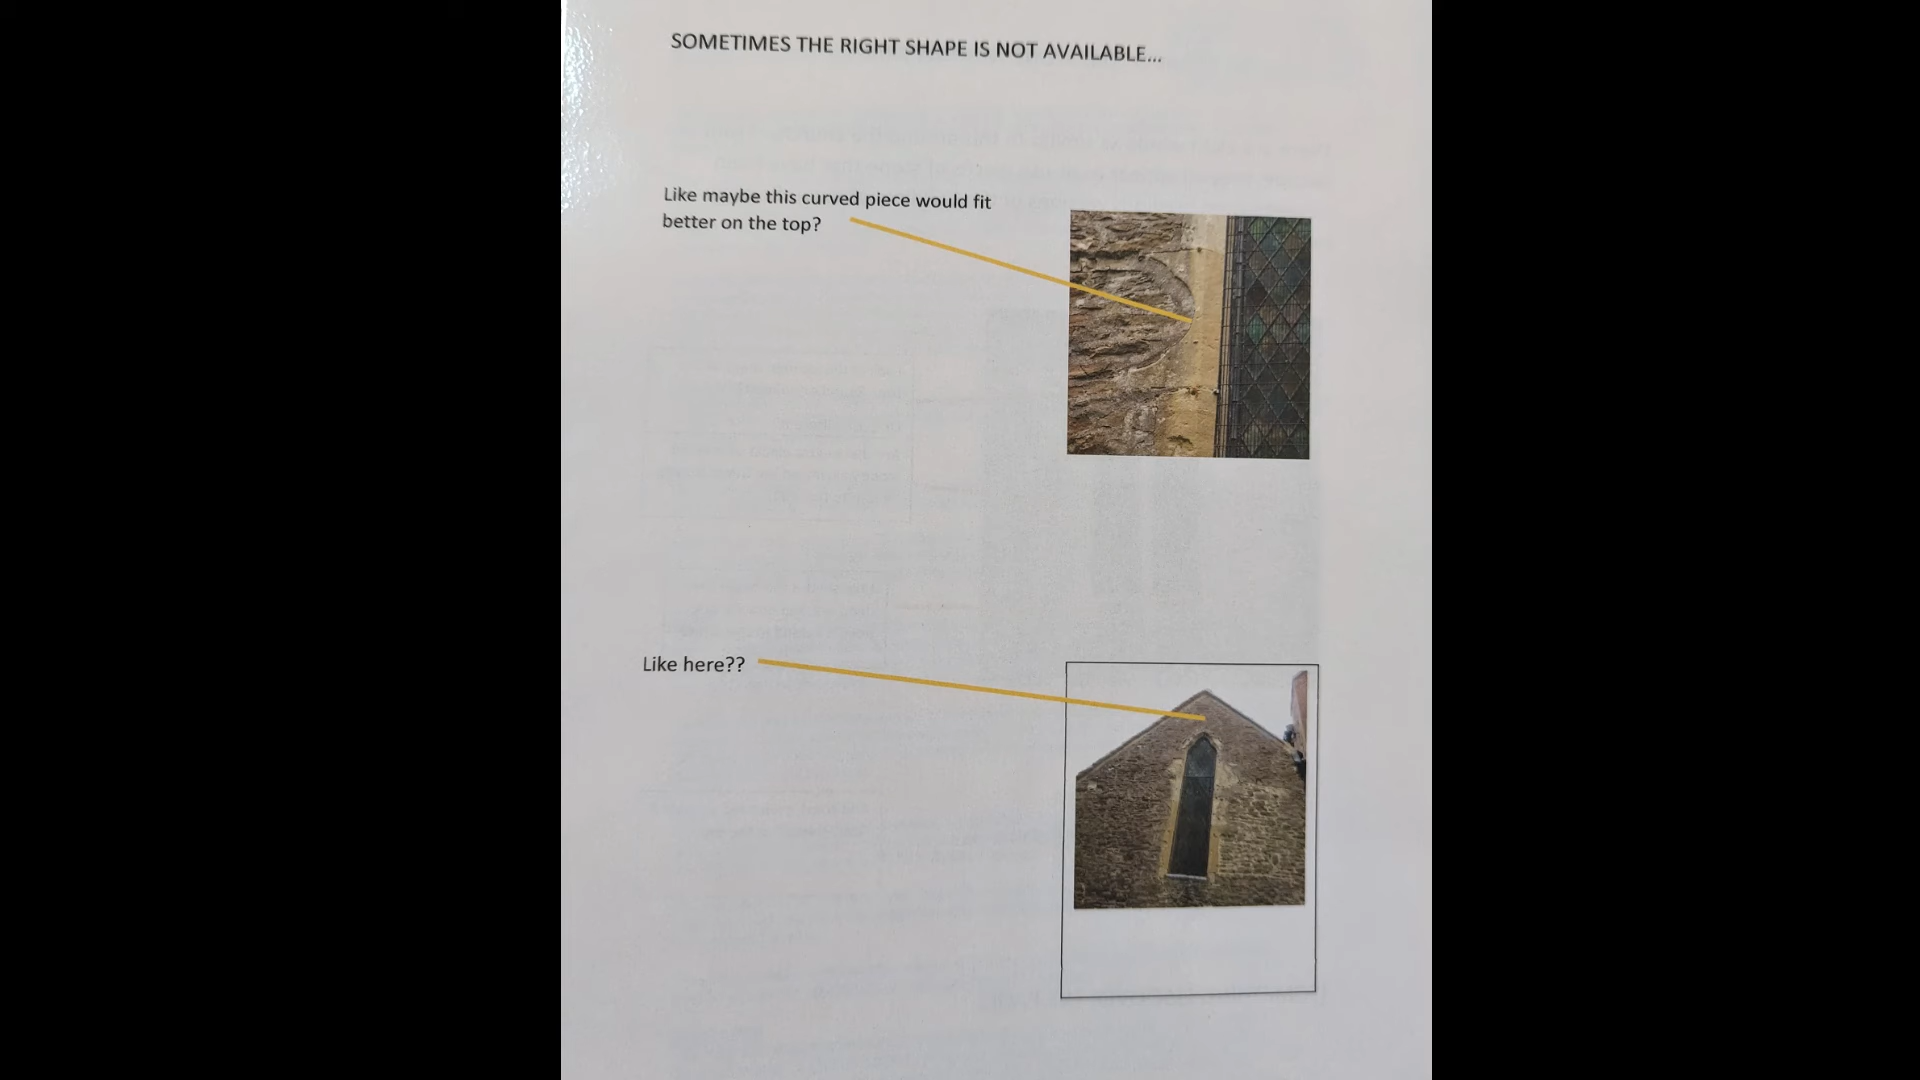 SOMETIMES THE RIGHT SHAPE IS NOT AVAILABLE...
Like maybe this curved piece would fit
better on the top?
Like here??